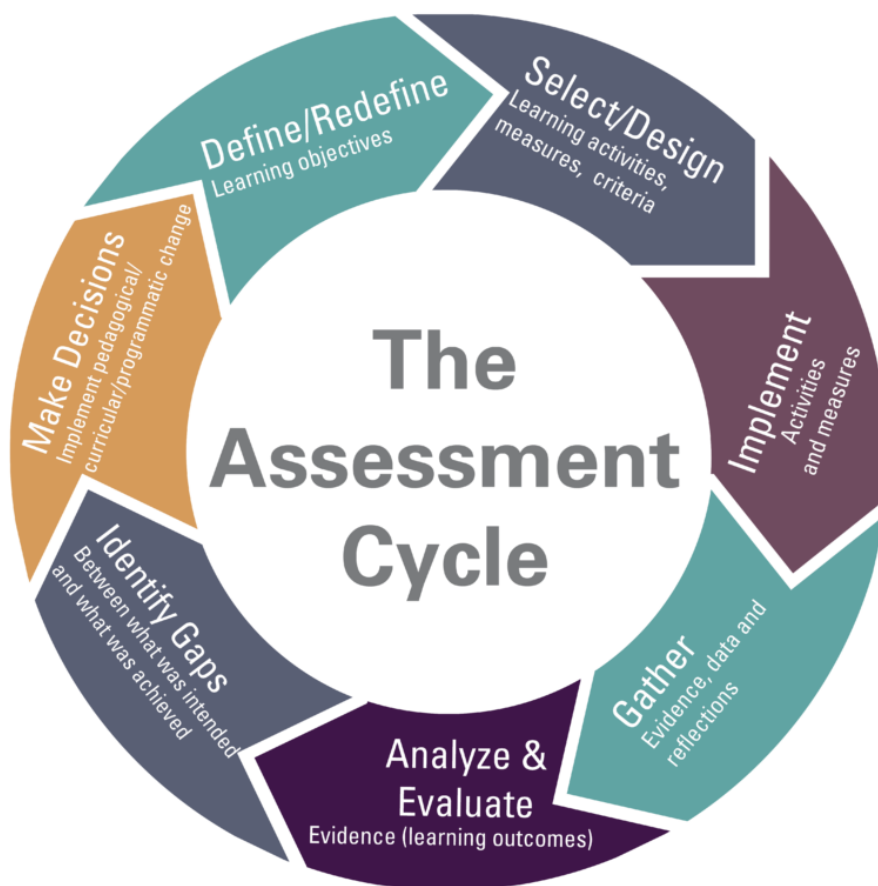 The
Assessment
Cycle
Define/Redefine
Learning objectives
Select/Design
Learning activities,
measures, criteria
Implement
Activities
and measures
Gather
Evidence, data and
reflections
Analyze &
Evaluate
Evidence (learning outcomes)
Identify Gaps
Between what was intended
and what was achieved
Make Decisions
Implement pedagogical/
curricular/programmatic change